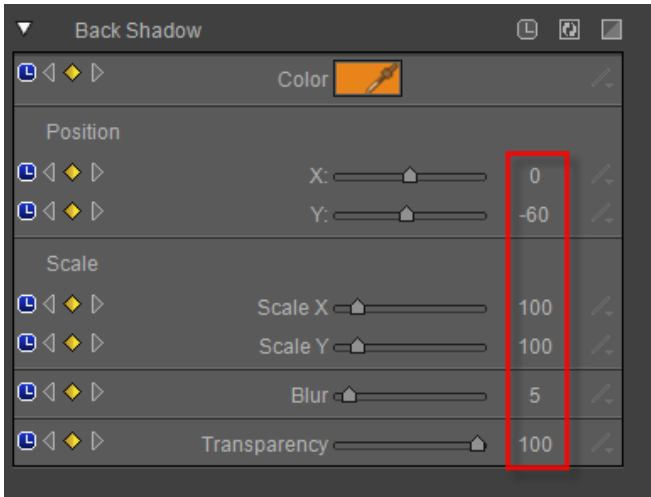 Back Shadow
Color
Position
X: 0
Y: -60
Scale
Scale X 100
Scale Y 100
Blur 5
Transparency 100